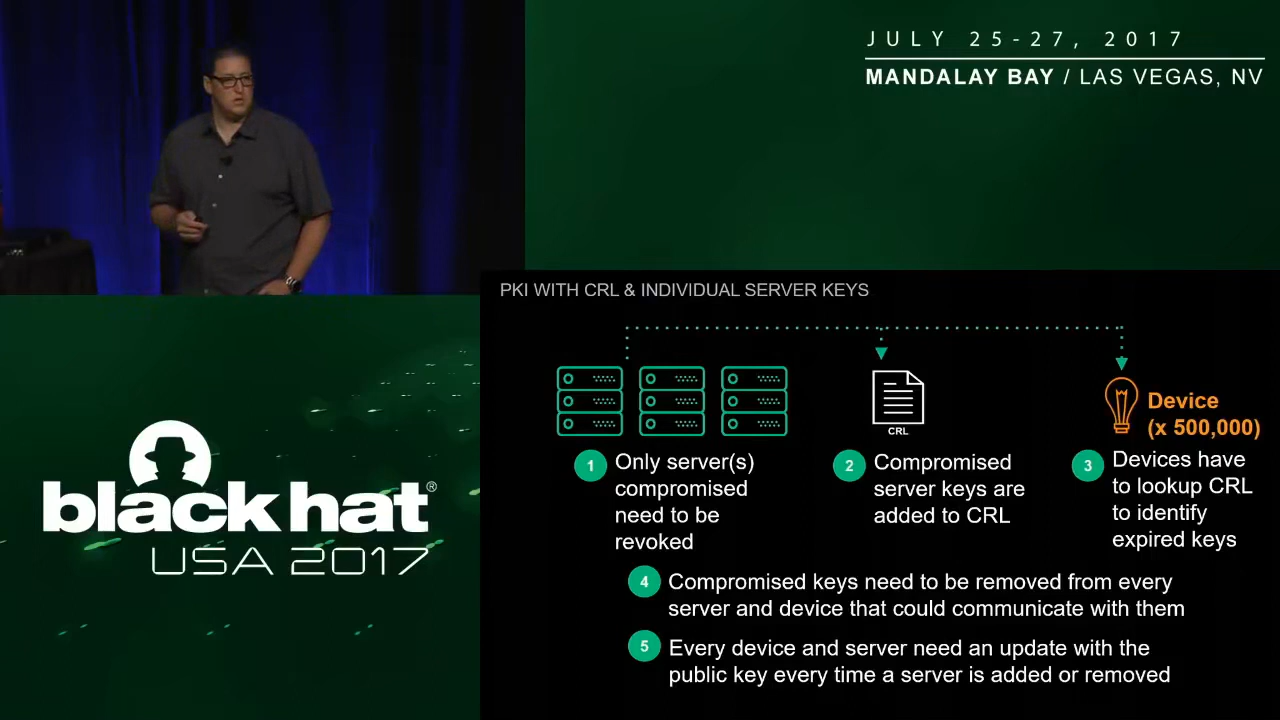 JULY 25-27, 2017
MANDALAY BAY / LAS VEGAS, NV
PKI WITH CRL & INDIVIDUAL SERVER KEYS
CRL
Device
(x 500,000)
1
Only server(s)
compromised
need to be
revoked
2
Compromised
server keys are
added to CRL
3
Devices have
to lookup CRL
to identify
expired keys
4
Compromised keys need to be removed from every
server and device that could communicate with them
5
Every device and server need an update with the
public key every time a server is added or removed
black hat®
USA 2017